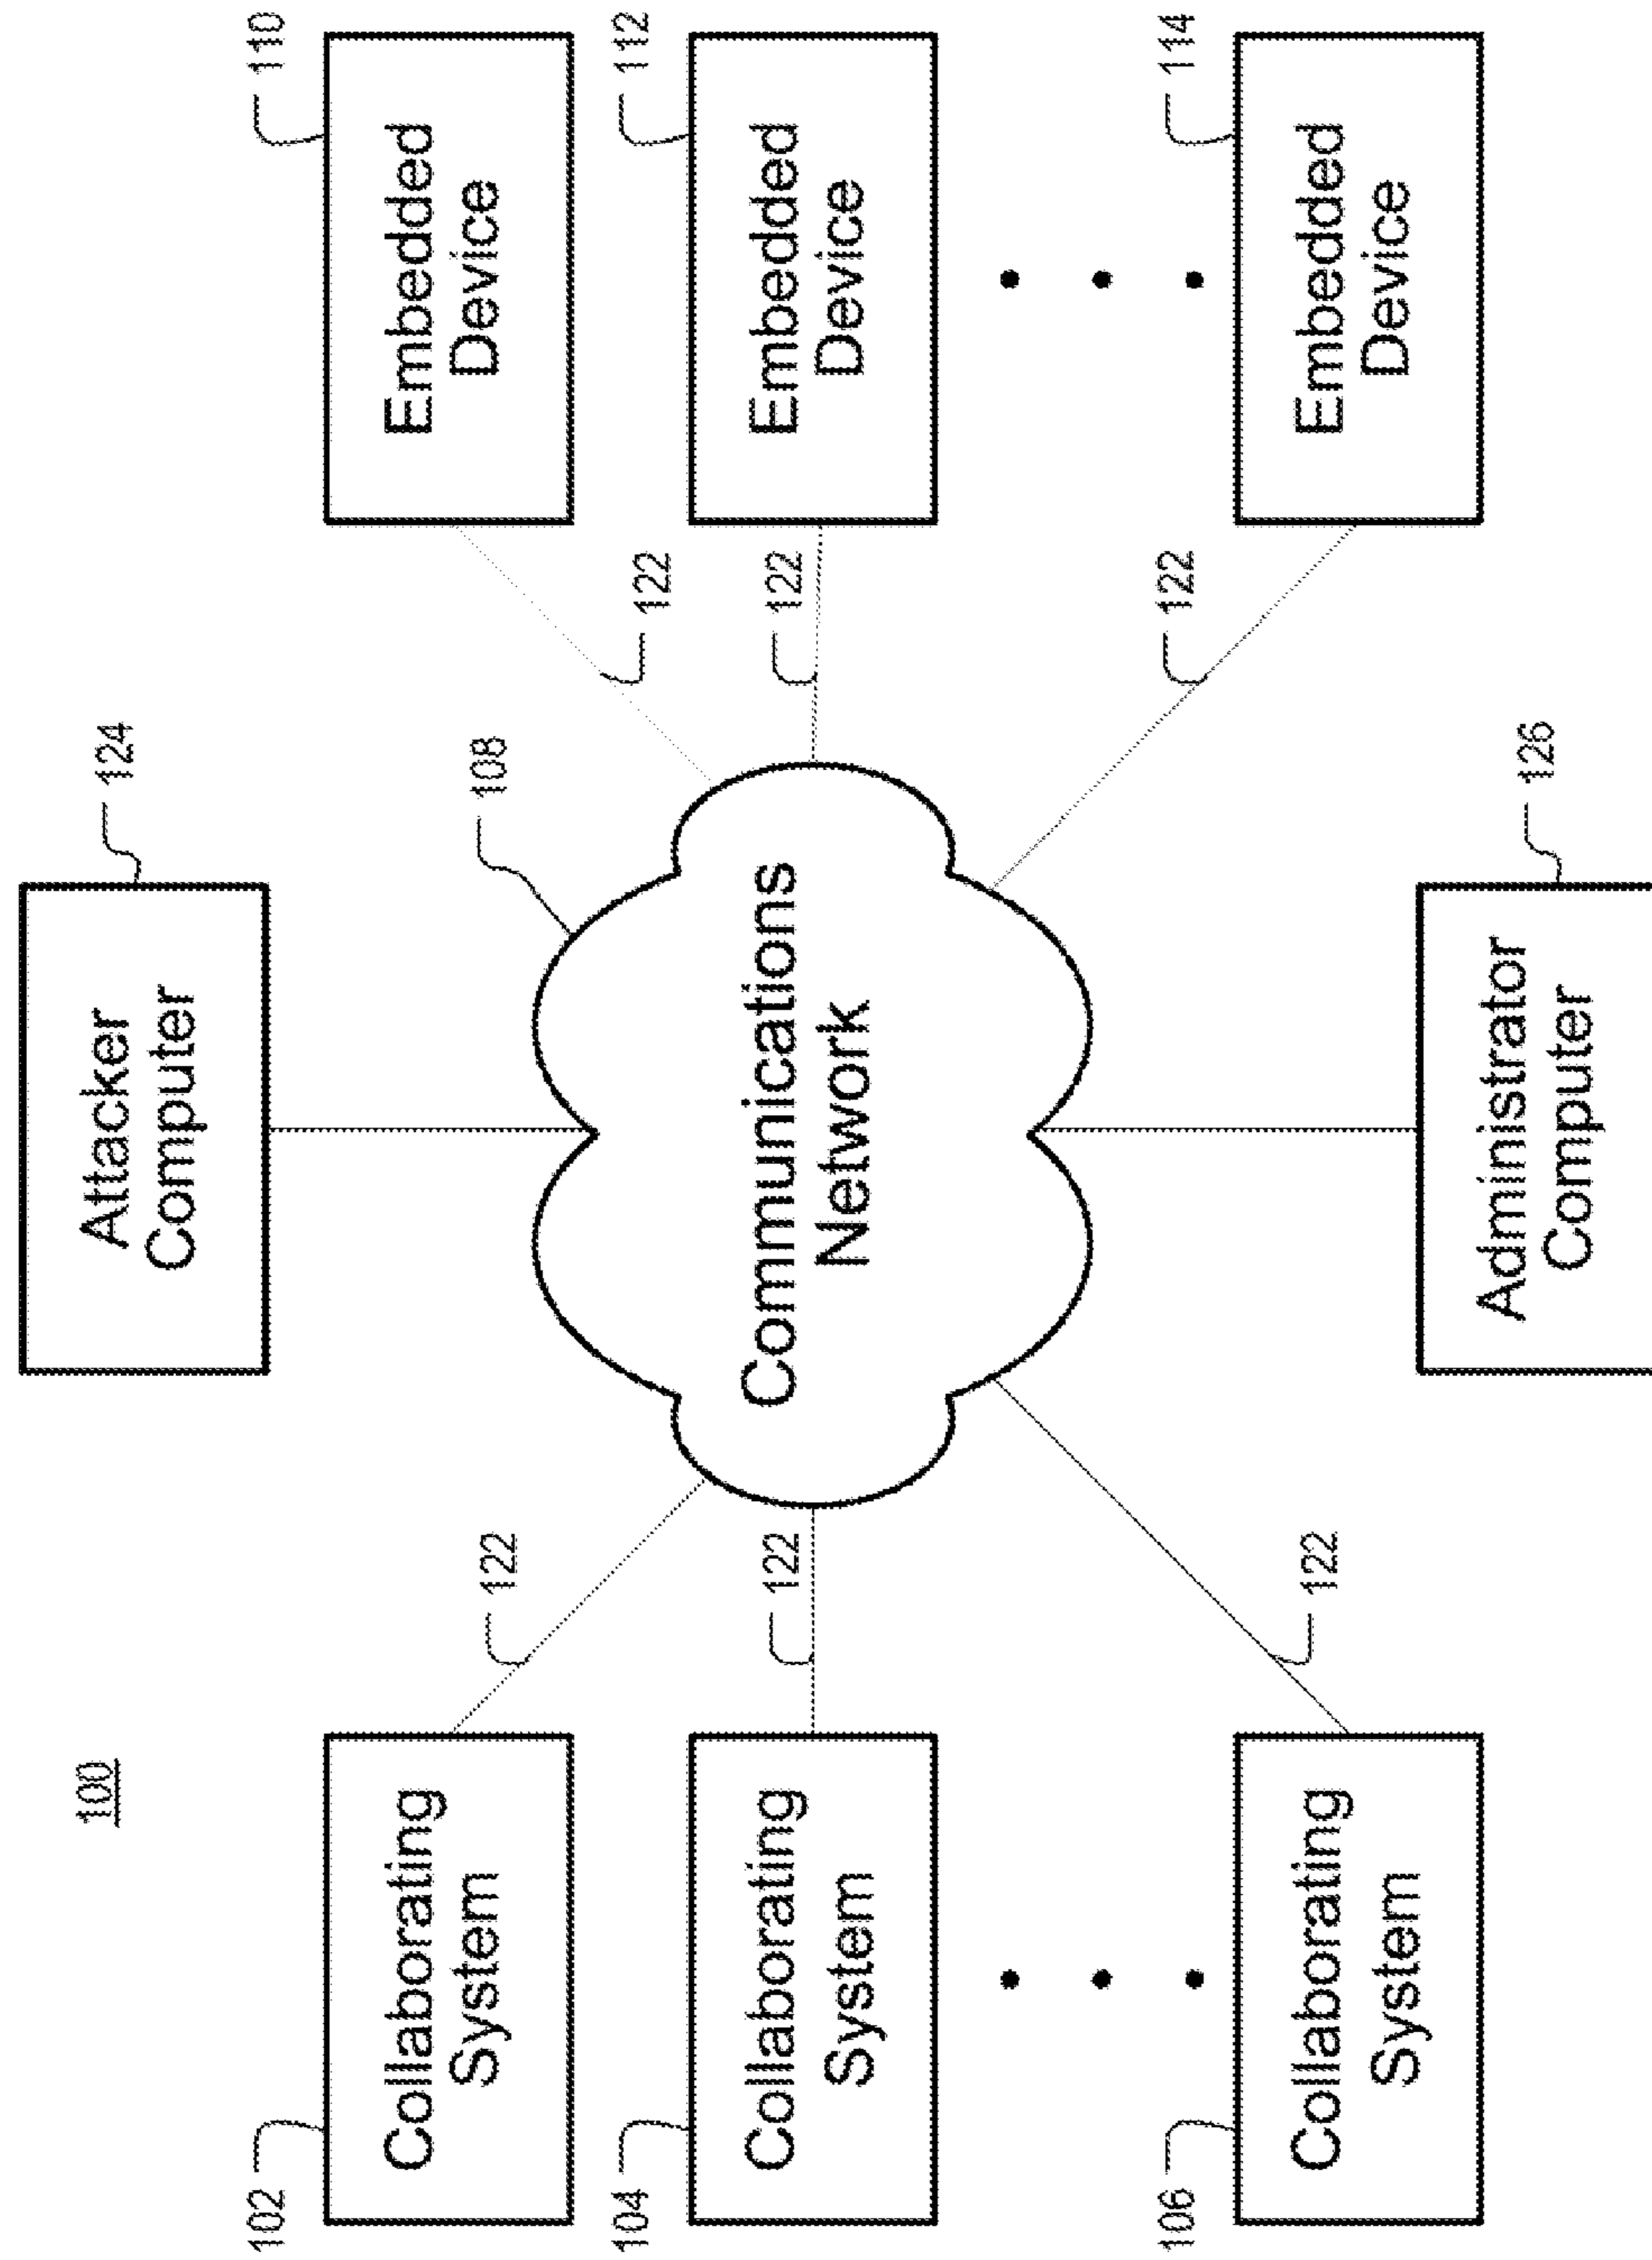 100
124
Attacker
Computer
102
Collaborating
System
122
108
110
Embedded
Device
122
104
Collaborating
System
122
Communications
Network
122
112
Embedded
Device
106
Collaborating
System
122
122
114
Embedded
Device
126
Administrator
Computer